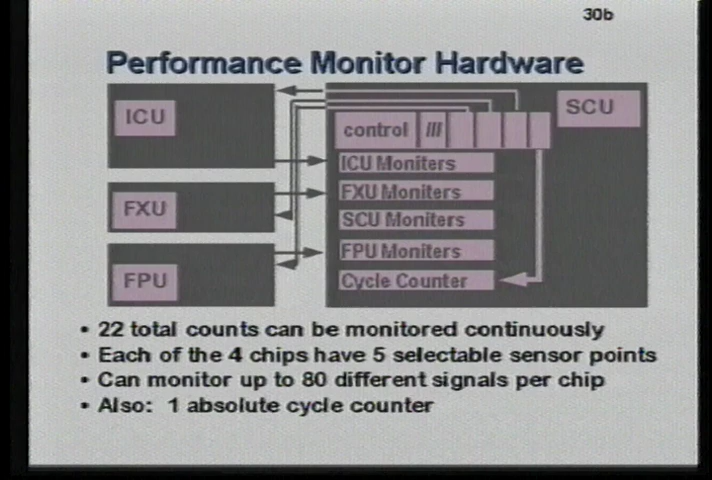 30b
Performance Monitor Hardware
ICU
SCU
control ///
ICU Moniters
FXU
FXU Moniters
SCU Moniters
FPU
FPU Moniters
Cycle Counter
• 22 total counts can be monitored continuously
• Each of the 4 chips have 5 selectable sensor points
• Can monitor up to 80 different signals per chip
• Also: 1 absolute cycle counter